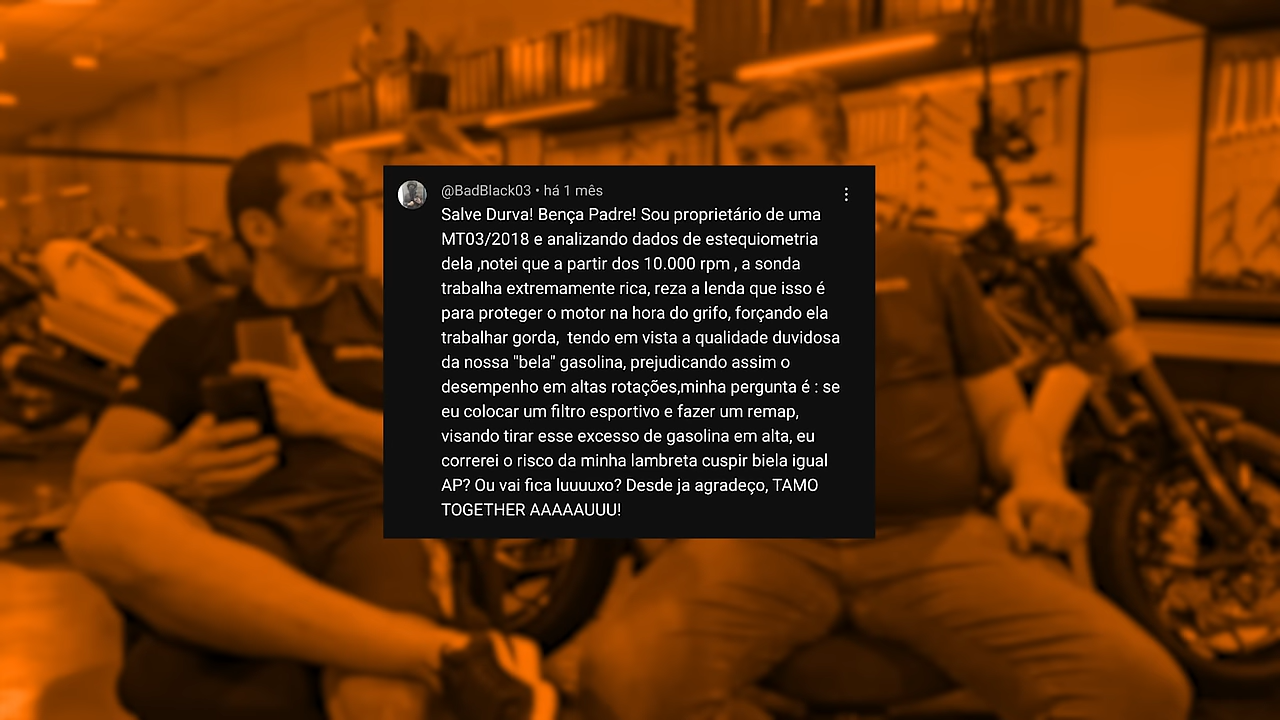 @BadBlack03 • há 1 mês
Salve Durva! Bença Padre! Sou proprietário de uma
MT03/2018 e analizando dados de estequiometria
dela ,notei que a partir dos 10.000 rpm , a sonda
trabalha extremamente rica, reza a lenda que isso é
para proteger o motor na hora do grifo, forçando ela
trabalhar gorda,  tendo em vista a qualidade duvidosa
da nossa "bela" gasolina, prejudicando assim o
desempenho em altas rotações,minha pergunta é : se
eu colocar um filtro esportivo e fazer um remap,
visando tirar esse excesso de gasolina em alta, eu
correrei o risco da minha lambreta cuspir biela igual
AP? Ou vai fica luuuuxo? Desde ja agradeço, TAMO
TOGETHER AAAAAUUU!